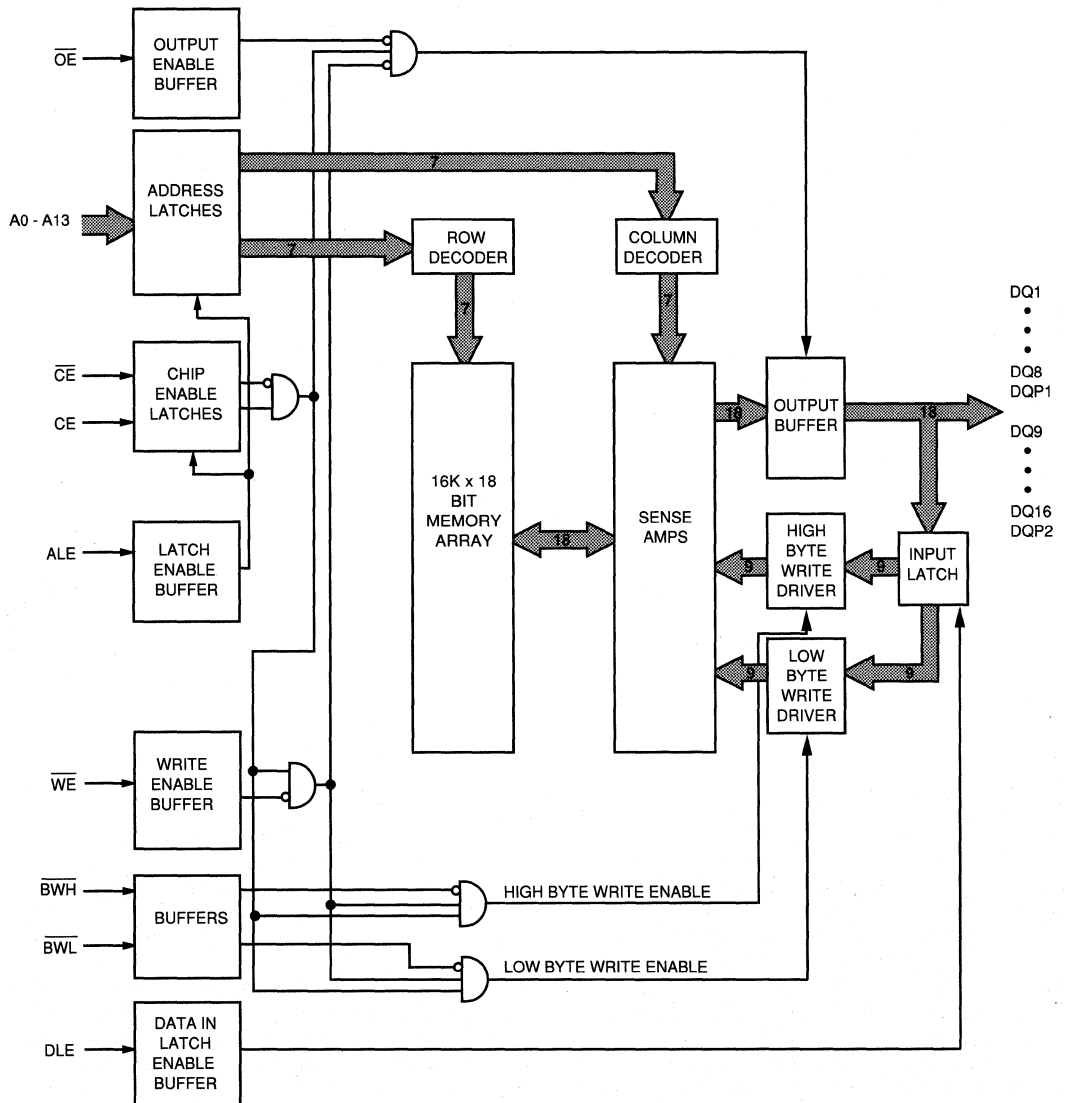 OE
OUTPUT
ENABLE
BUFFER
A0 - A13
ADDRESS
LATCHES
7
7
ROW
DECODER
COLUMN
DECODER
7
7
CE
CE
CHIP
ENABLE
LATCHES
ALE
LATCH
ENABLE
BUFFER
16K x 18
BIT
MEMORY
ARRAY
18
SENSE
AMPS
18
OUTPUT
BUFFER
18
DQ1
DQ8
DQP1
DQ9
DQ16
DQP2
HIGH
BYTE
WRITE
DRIVER
9
9
INPUT
LATCH
LOW
BYTE
WRITE
DRIVER
9
9
WE
WRITE
ENABLE
BUFFER
BWH
BWL
BUFFERS
HIGH BYTE WRITE ENABLE
LOW BYTE WRITE ENABLE
DLE
DATA IN
LATCH
ENABLE
BUFFER